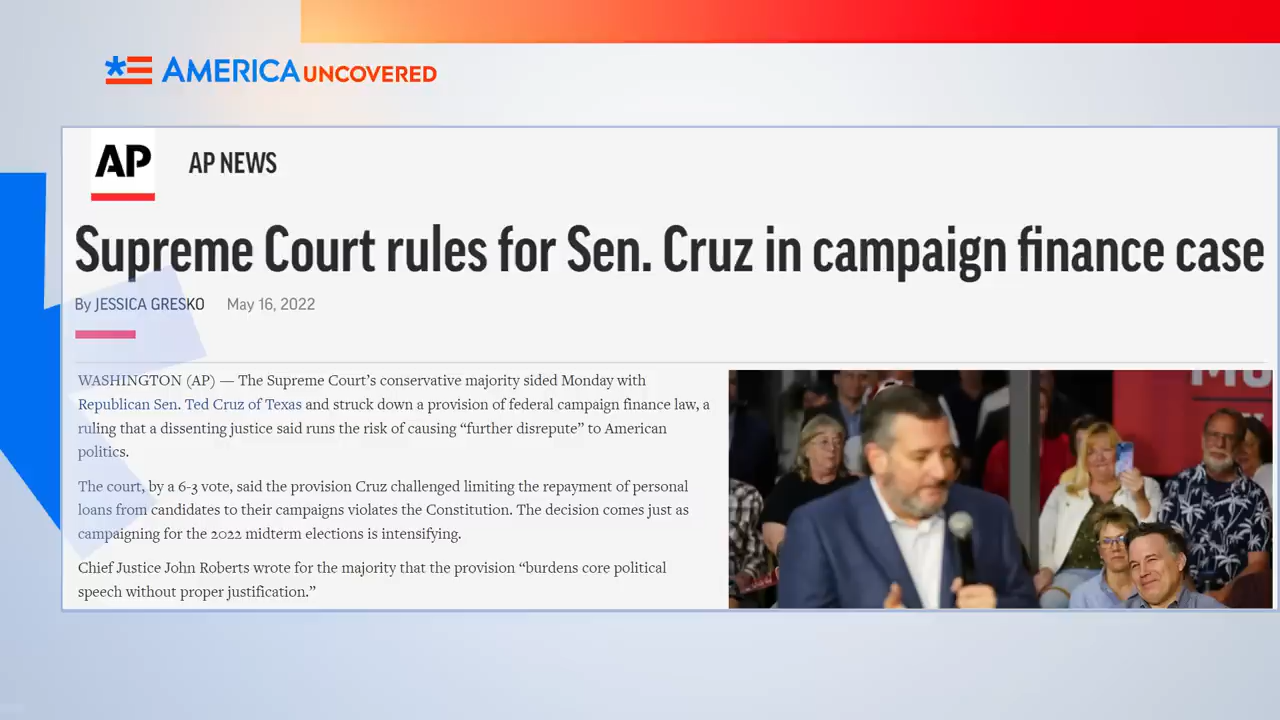 AMERICA UNCOVERED
AP AP NEWS
Supreme Court rules for Sen. Cruz in campaign finance case
By JESSICA GRESKO May 16, 2022
WASHINGTON (AP) — The Supreme Court’s conservative majority sided Monday with
Republican Sen. Ted Cruz of Texas and struck down a provision of federal campaign finance law, a
ruling that a dissenting justice said runs the risk of causing “further disrepute” to American
politics.
The court, by a 6-3 vote, said the provision Cruz challenged limiting the repayment of personal
loans from candidates to their campaigns violates the Constitution. The decision comes just as
campaigning for the 2022 midterm elections is intensifying.
Chief Justice John Roberts wrote for the majority that the provision “burdens core political
speech without proper justification.”